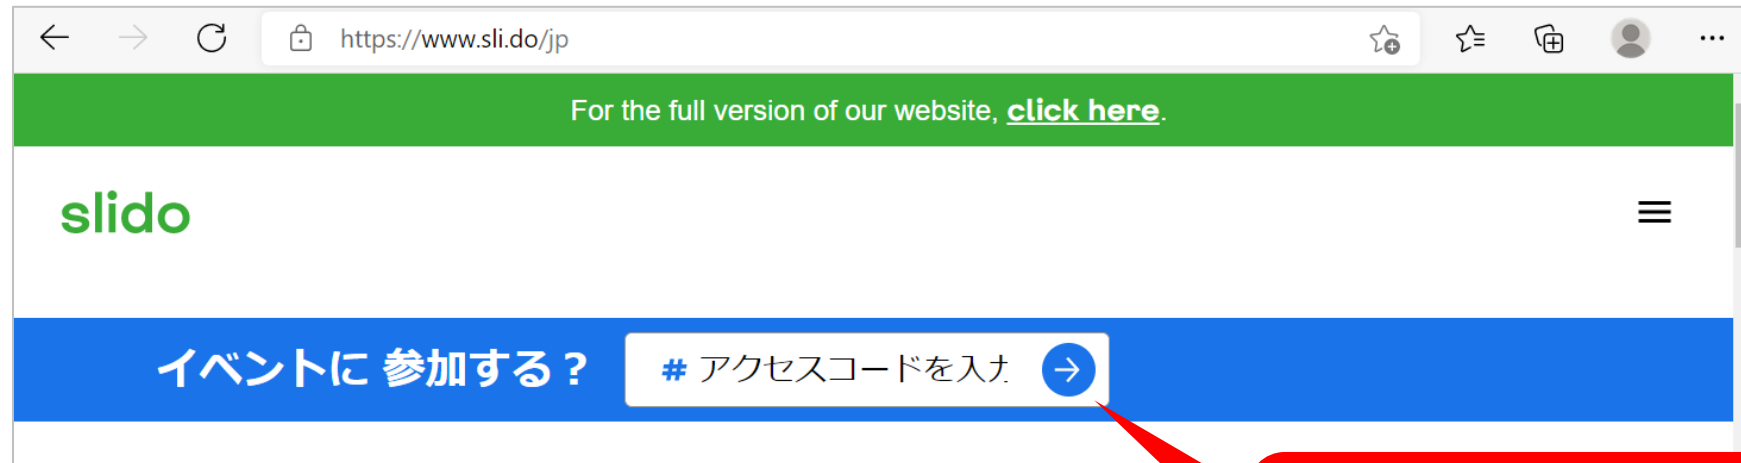 https://www.sli.do/jp
For the full version of our website, click here.
slido
イベントに 参加する？ # アクセスコードを入力